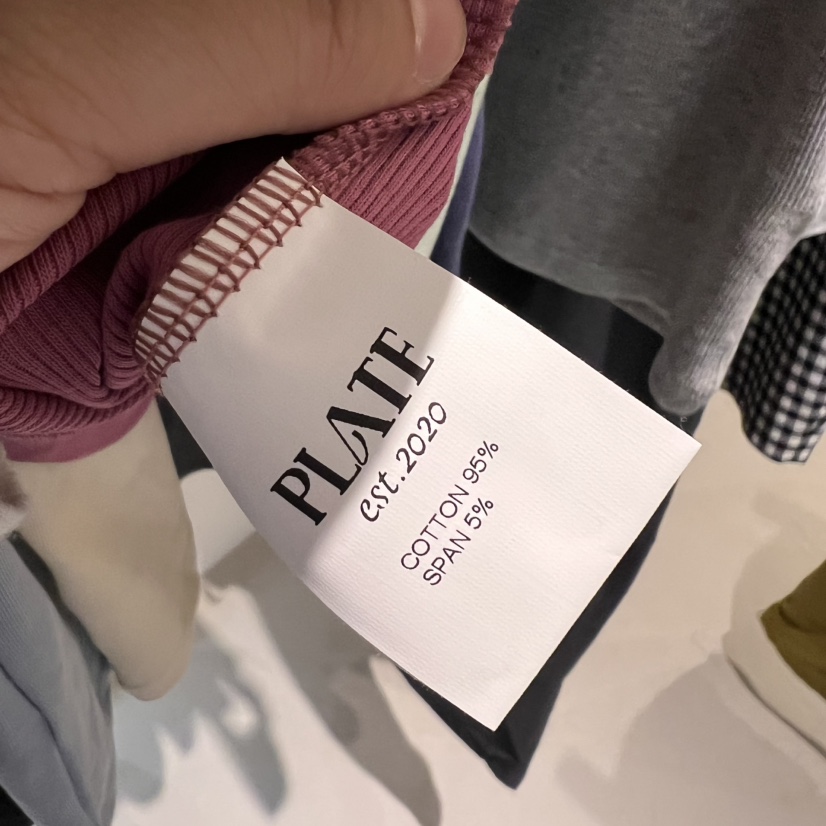 PLATE
est.2020
COTTON 95%
SPAN 5%